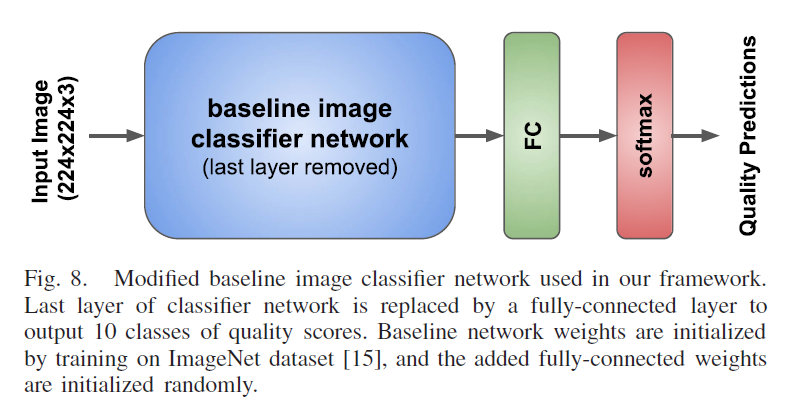 Input Image
(224x224x3)
baseline image
classifier network
(last layer removed)
FC
softmax
Quality Predictions
Fig. 8. Modified baseline image classifier network used in our framework.
Last layer of classifier network is replaced by a fully-connected layer to
output 10 classes of quality scores. Baseline network weights are initialized
by training on ImageNet dataset [15], and the added fully-connected weights
are initialized randomly.